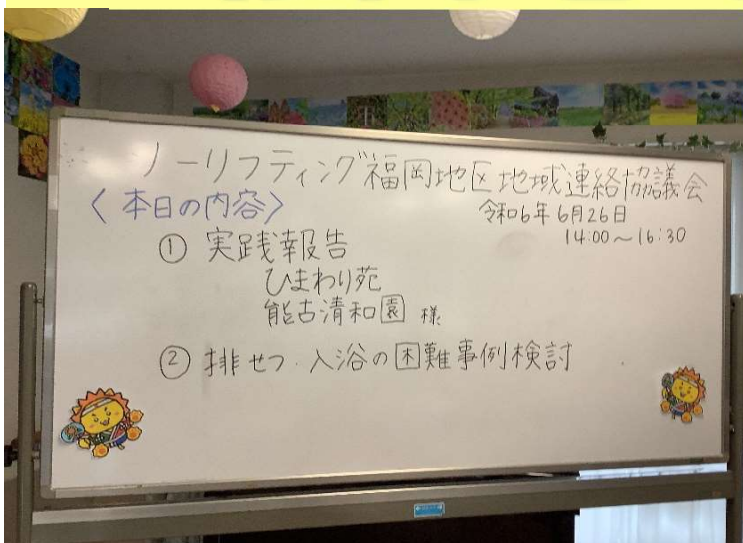 ノーリフティング福岡地区地域連絡協議会
〈本日の内容〉
令和6年6月26日
14:00〜16:30
① 実践報告
ひまわり苑
能古清和園 様
② 排せつ・入浴の困難事例検討